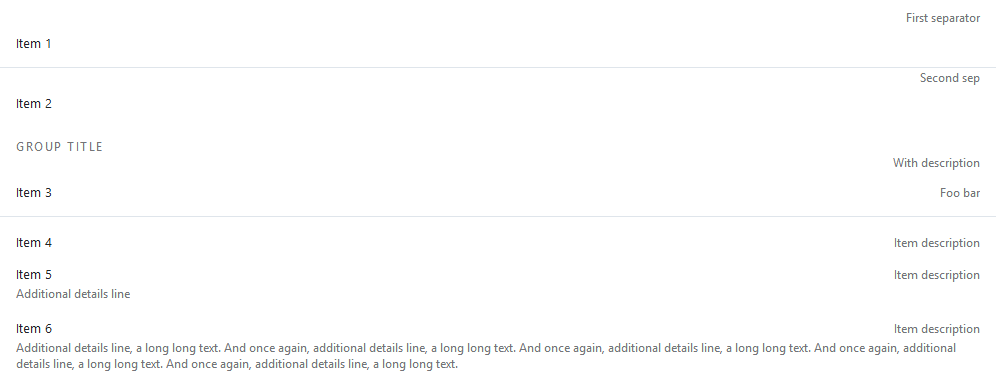 First separator
Item 1
Second sep
Item 2
GROUP TITLE
With description
Item 3 Foo bar
Item 4 Item description
Item 5 Item description
Additional details line
Item 6 Item description
Additional details line, a long long text. And once again, additional details line, a long long text. And once again, additional details line, a long long text. And once again, additional
details line, a long long text. And once again, additional details line, a long long text.